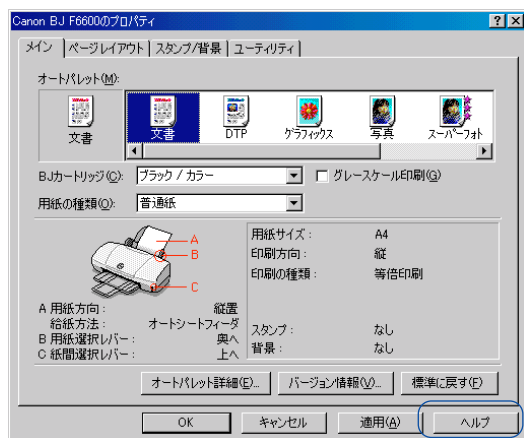 Canon BJ F6600のプロパティ
メイン ページレイアウト スタンプ/背景 ユーティリティ
オートパレット(M):
文書 文書 DTP グラフィックス 写真 スーパーフォト
BJカートリッジ(C): ブラック / カラー グレースケール印刷(G)
用紙の種類(O): 普通紙
A
B
C
用紙サイズ : A4
印刷方向 : 縦
印刷の種類 : 等倍印刷
A 用紙方向 : 縦置
給紙方法 : オートシートフィーダ
B 用紙選択レバー : 奥へ
C 紙間選択レバー : 上へ
スタンプ : なし
背景 : なし
オートパレット詳細(E)... バージョン情報(V)... 標準に戻す(F)
OK キャンセル 適用(A) ヘルプ